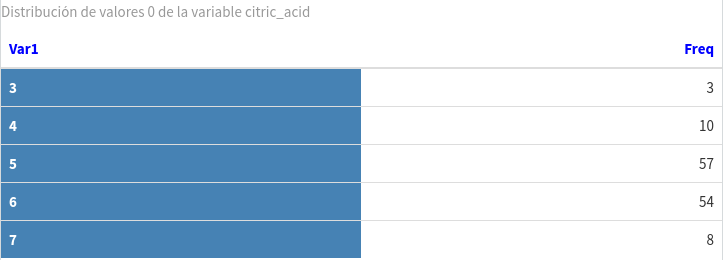 Distribución de valores 0 de la variable citric_acid
Var1 Freq
3 3
4 10
5 57
6 54
7 8